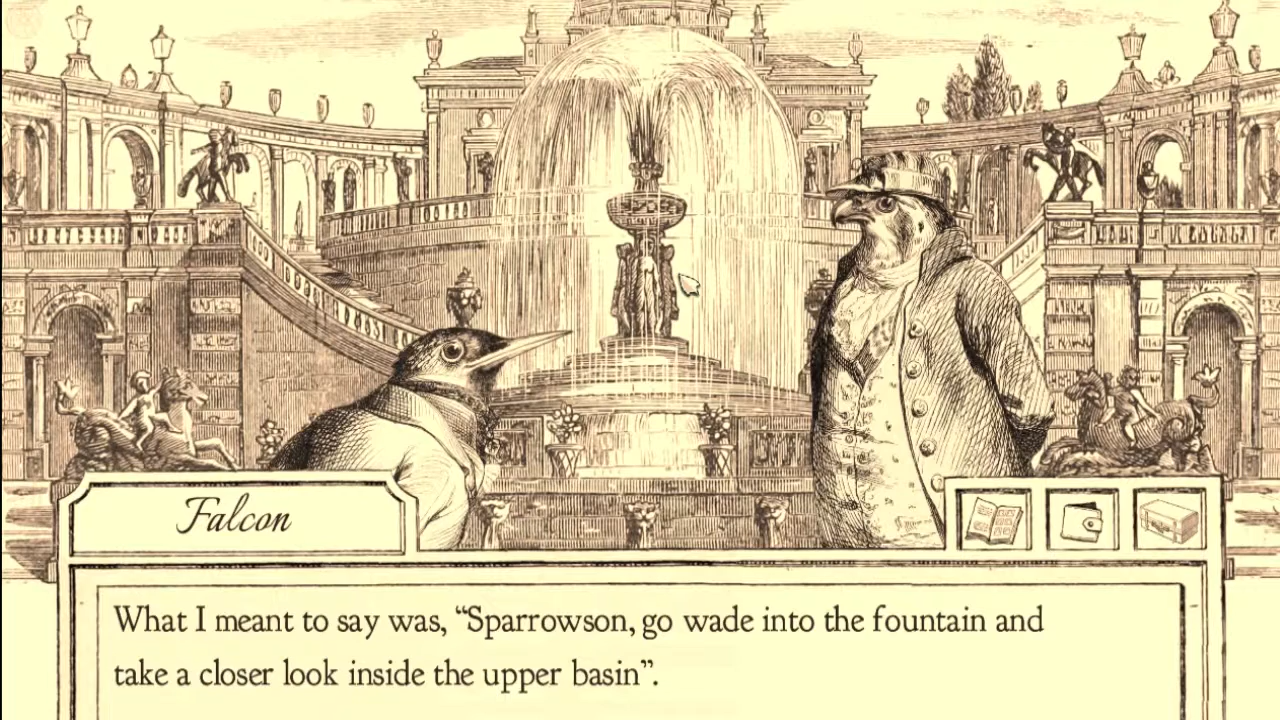 Falcon
What I meant to say was, “Sparrowson, go wade into the fountain and
take a closer look inside the upper basin”.